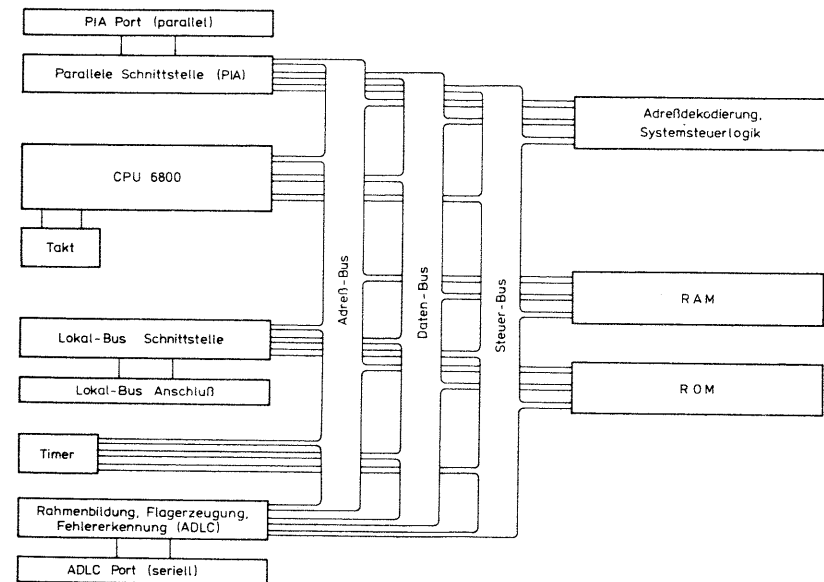 PIA Port (parallel)
Parallele Schnittstelle (PIA)
Adreßdekodierung,
Systemsteuerlogik
CPU 6800
Takt
Adreß-Bus
Daten-Bus
Steuer-Bus
RAM
Lokal-Bus Schnittstelle
Lokal-Bus Anschluß
ROM
Timer
Rahmenbildung, Flagerzeugung,
Fehlererkennung (ADLC)
ADLC Port (seriell)